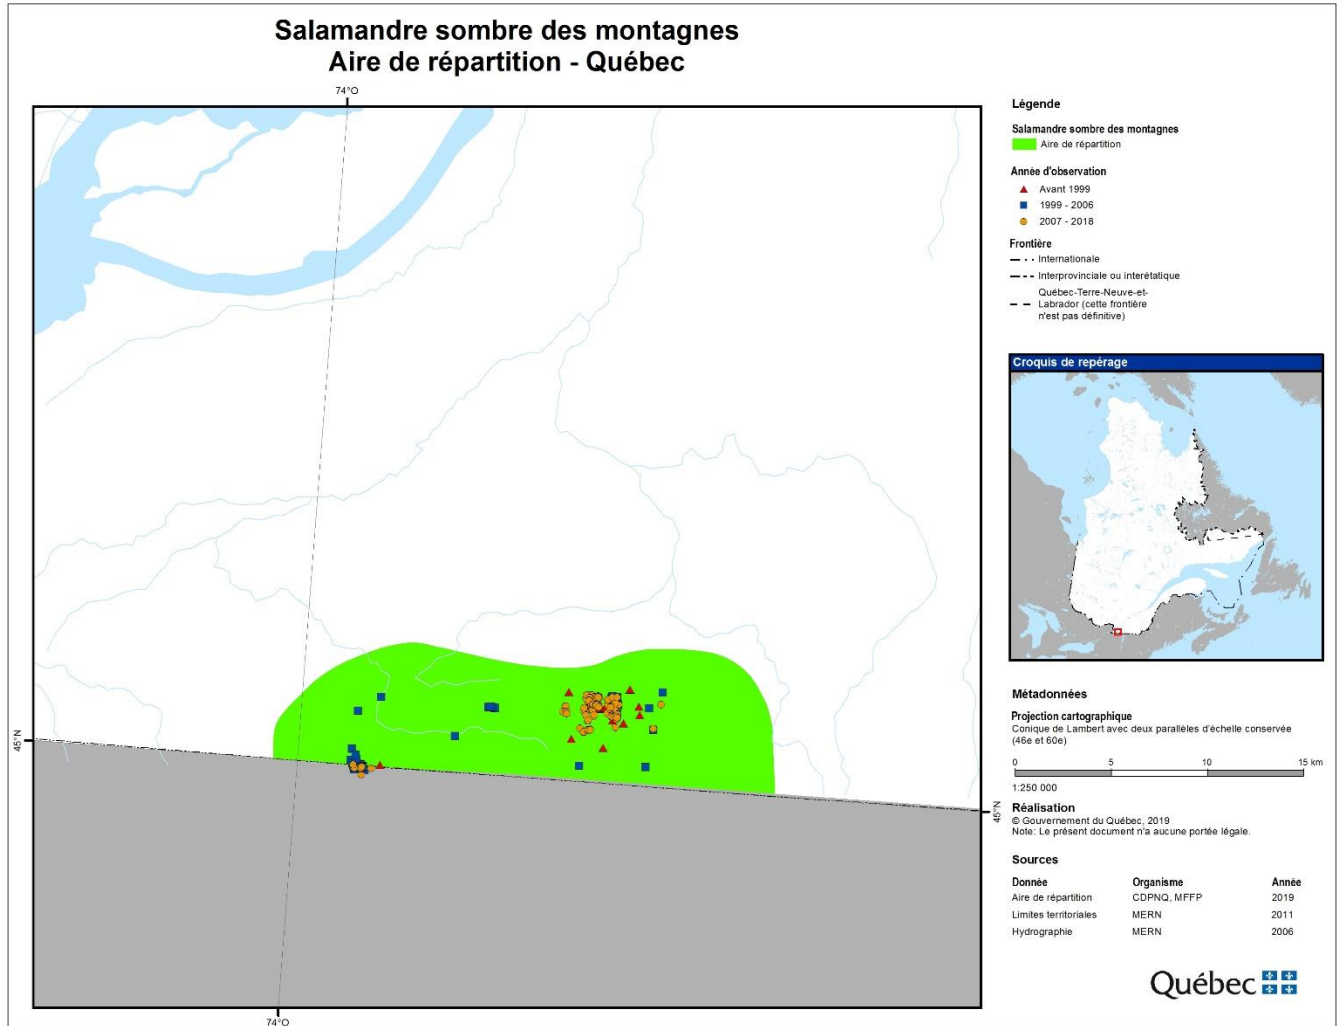 Salamandre sombre des montagnes
Aire de répartition - Québec
74°O
45°N
45°N
74°O
Légende
Salamandre sombre des montagnes
Aire de répartition
Année d'observation
Avant 1999
1999 - 2006
2007 - 2018
Frontière
Internationale
Interprovinciale ou interétatique
Québec-Terre-Neuve-et-
Labrador (cette frontière
n'est pas définitive)
Croquis de repérage
Métadonnées
Projection cartographique
Conique de Lambert avec deux parallèles d'échelle conservée
(46e et 60e)
0 5 10 15 km
1:250 000
Réalisation
© Gouvernement du Québec, 2019
Note: Le présent document n'a aucune portée légale.
Sources
Donnée Organisme Année
Aire de répartition CDPNQ, MFFP 2019
Limites territoriales MERN 2011
Hydrographie MERN 2006
Québec